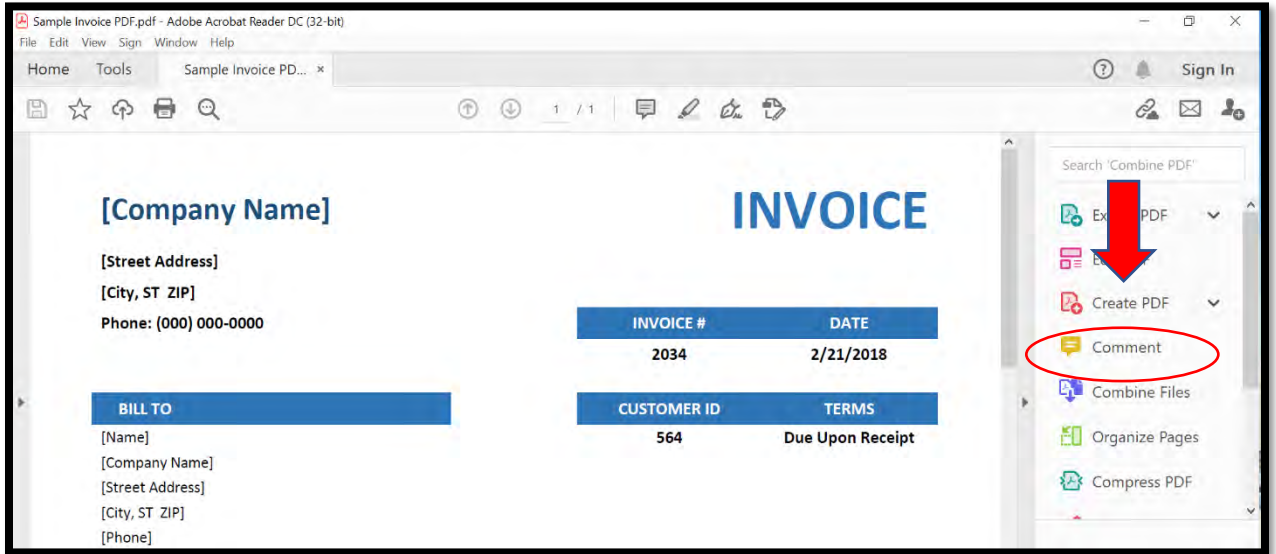 Sample Invoice PDF.pdf - Adobe Acrobat Reader DC (32-bit)
File Edit View Sign Window Help
Home Tools Sample Invoice PD... × Sign In
1 / 1
Search 'Combine PDF'
[Company Name] INVOICE
PDF
[Street Address]
[City, ST ZIP]
Create PDF
Phone: (000) 000-0000
INVOICE # DATE
2034 2/21/2018
Comment
Combine Files
BILL TO CUSTOMER ID TERMS
[Name] 564 Due Upon Receipt
Organize Pages
[Company Name]
[Street Address]
Compress PDF
[City, ST ZIP]
[Phone]